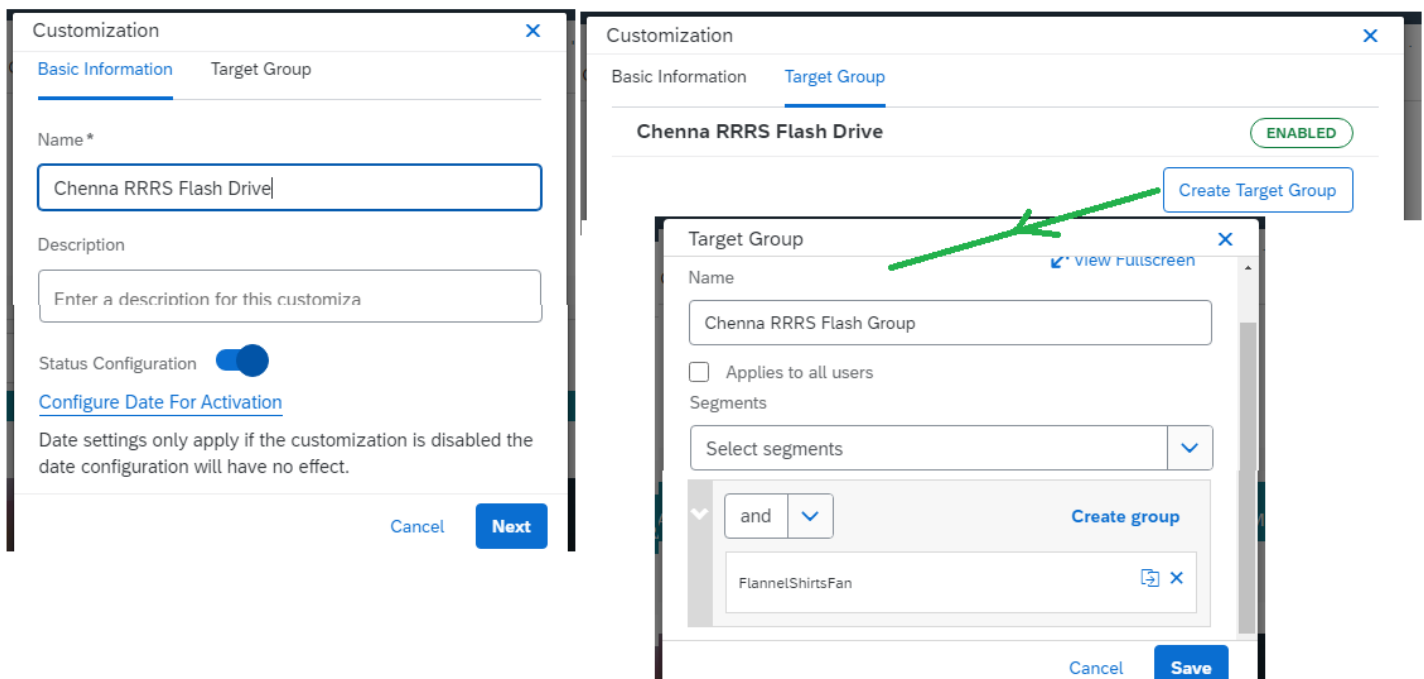 Customization
Basic Information Target Group
Name*
Chenna RRRS Flash Drive
Description
Enter a description for this customiza
Status Configuration
Configure Date For Activation
Date settings only apply if the customization is disabled the
date configuration will have no effect.
Cancel Next
Customization
Basic Information Target Group
Chenna RRRS Flash Drive ENABLED
Create Target Group
Target Group
View Fullscreen
Name
Chenna RRRS Flash Group
Applies to all users
Segments
Select segments
and Create group
FlannelShirtsFan
Cancel Save